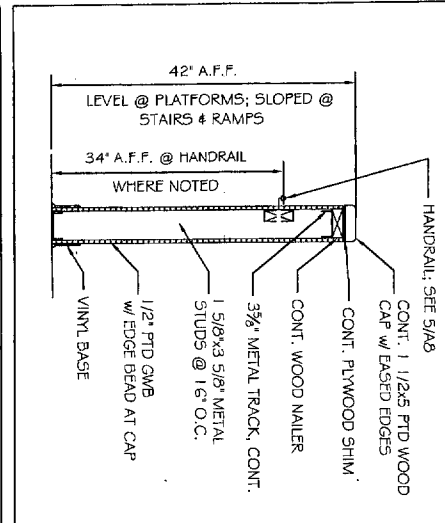 42" A.F.F.
LEVEL @ PLATFORMS; SLOPED @
STAIRS & RAMPS
34" A.F.F. @ HANDRAIL
WHERE NOTED
HANDRAIL; SEE 5/A8
CONT. 1 1/2x5 PTD WOOD
CAP w/ EASED EDGES
CONT. PLYWOOD SHIM
CONT. WOOD NAILER
3 5/8" METAL TRACK, CONT.
1 5/8"x3 5/8" METAL
STUDS @ 16" O.C.
1/2" PTD GWB
w/ EDGE BEAD AT CAP
VINYL BASE